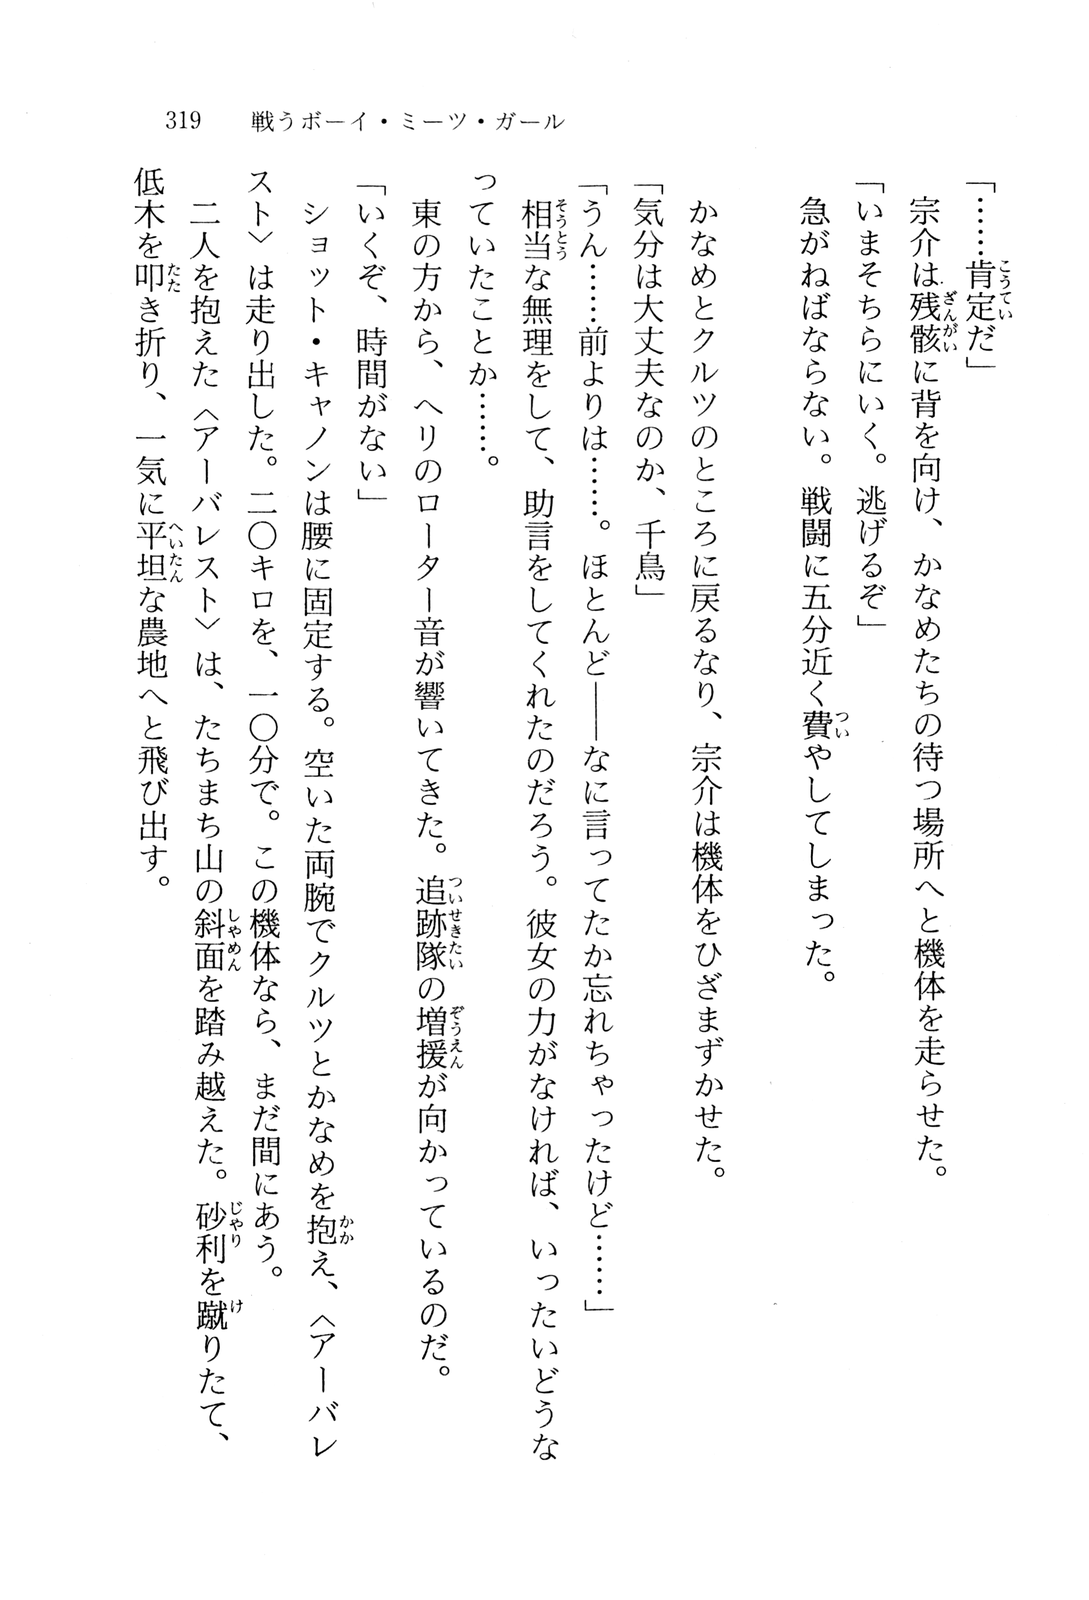 319 戦うボーイ・ミーツ・ガール
「……肯定だ」
宗介は残骸に背を向け、かなめたちの待つ場所へと機体を走らせた。
「いまそちらにいく。逃げるぞ」
急がねばならない。戦闘に五分近く費やしてしまった。
かなめとクルツのところに戻るなり、宗介は機体をひざまずかせた。
「気分は大丈夫なのか、千鳥」
「うん……前よりは……。ほとんど――なに言ってたか忘れちゃったけど……」
相当な無理をして、助言をしてくれたのだろう。彼女の力がなければ、いったいどうな
っていたことか……。
東の方から、ヘリのローター音が響いてきた。追跡隊の増援が向かっているのだ。
「いくぞ、時間がない」
ショット・キャノンは腰に固定する。空いた両腕でクルツとかなめを抱え、〈アーバレ
スト〉は走り出した。二〇キロを、一〇分で。この機体なら、まだ間にあう。
二人を抱えた〈アーバレスト〉は、たちまち山の斜面を踏み越えた。砂利を蹴りたて、
低木を叩き折り、一気に平坦な農地へと飛び出す。